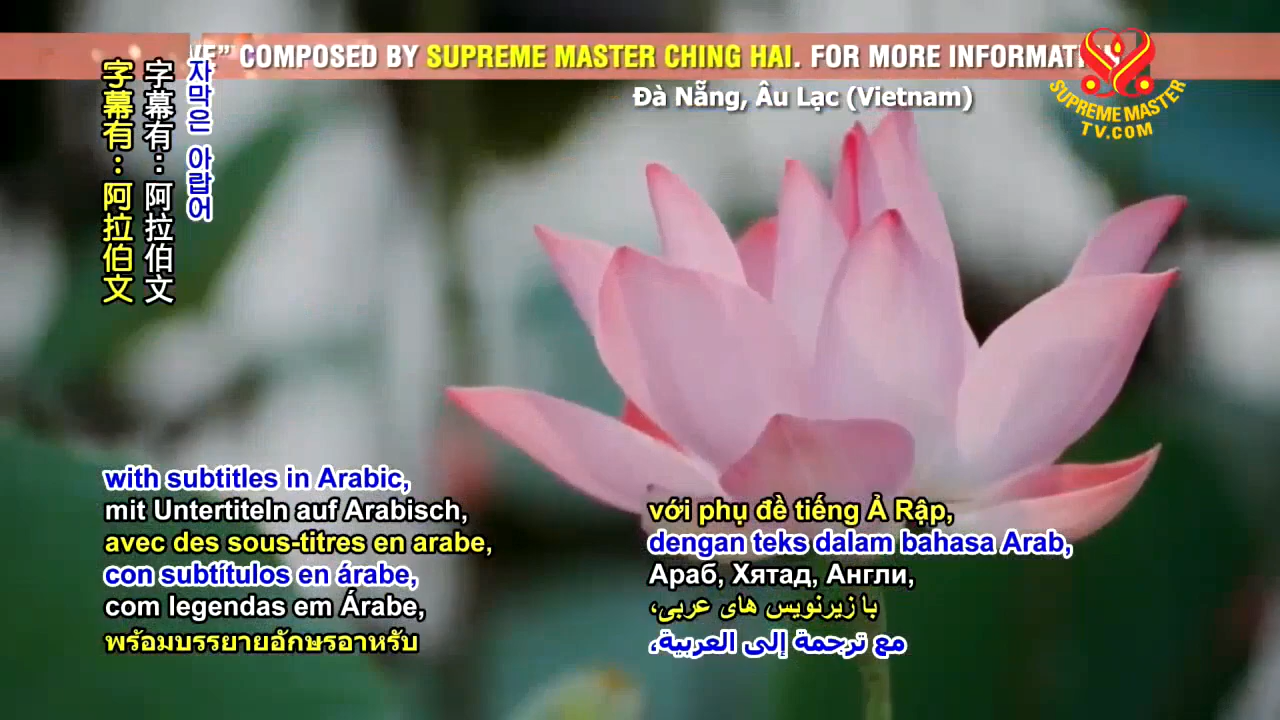 VE” COMPOSED BY SUPREME MASTER CHING HAI. FOR MORE INFORMATI
SUPREME MASTER
TV.COM
Đà Nẵng, Âu Lạc (Vietnam)
자막은 아랍어
字幕有：阿拉伯文
字幕有：阿拉伯文
with subtitles in Arabic,
mit Untertiteln auf Arabisch,
avec des sous-titres en arabe,
con subtítulos en árabe,
com legendas em Árabe,
พร้อมบรรยายอักษรอาหรับ
với phụ đề tiếng Ả Rập,
dengan teks dalam bahasa Arab,
Араб, Хятад, Англи,
با زیرنویس های عربی،
مع ترجمة إلى العربية،